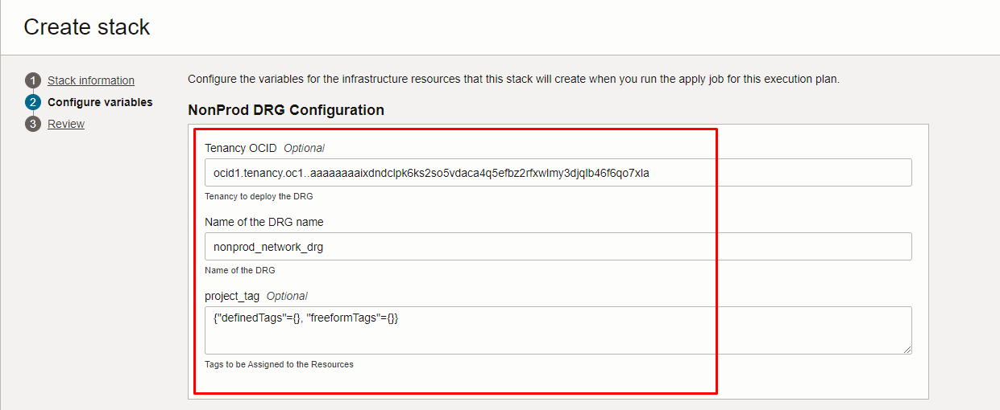 Create stack
1 Stack information
2 Configure variables
3 Review
Configure the variables for the infrastructure resources that this stack will create when you run the apply job for this execution plan.
NonProd DRG Configuration
Tenancy OCID Optional
ocid1.tenancy.oc1..aaaaaaaaixdndclpk6ks2so5vdaca4q5efbz2rfxwlmy3djqlb46f6qo7xla
Tenancy to deploy the DRG
Name of the DRG name
nonprod_network_drg
Name of the DRG
project_tag Optional
{"definedTags"={}, "freeformTags"={}}
Tags to be Assigned to the Resources